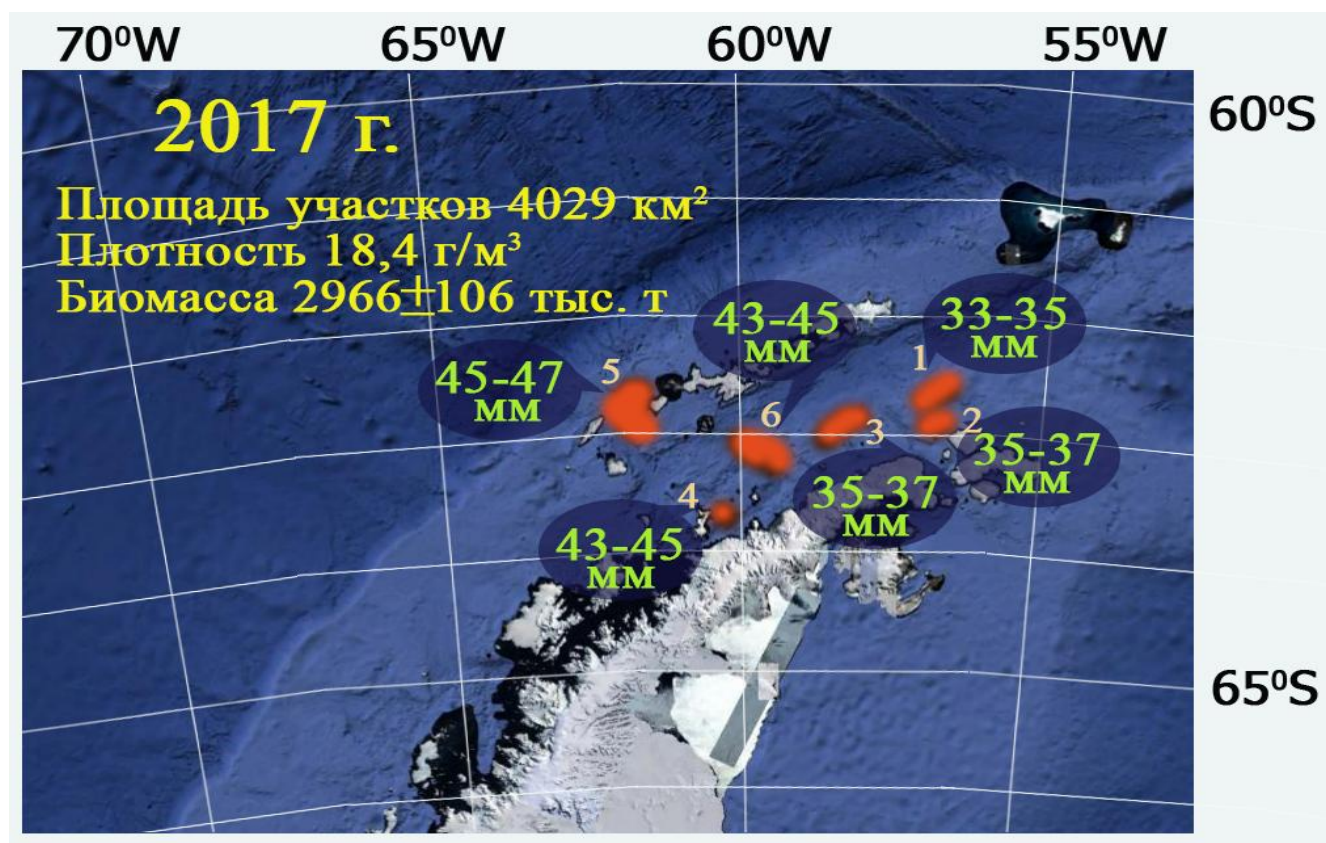 70⁰W 65⁰W 60⁰W 55⁰W
60⁰S
2017 г.
Площадь участков 4029 км²
Плотность 18,4 г/м³
Биомасса 2966±106 тыс. т
43-45
мм
33-35
мм
1
45-47
мм
5
6
3
2
35-37
мм
35-37
мм
4
43-45
мм
65⁰S